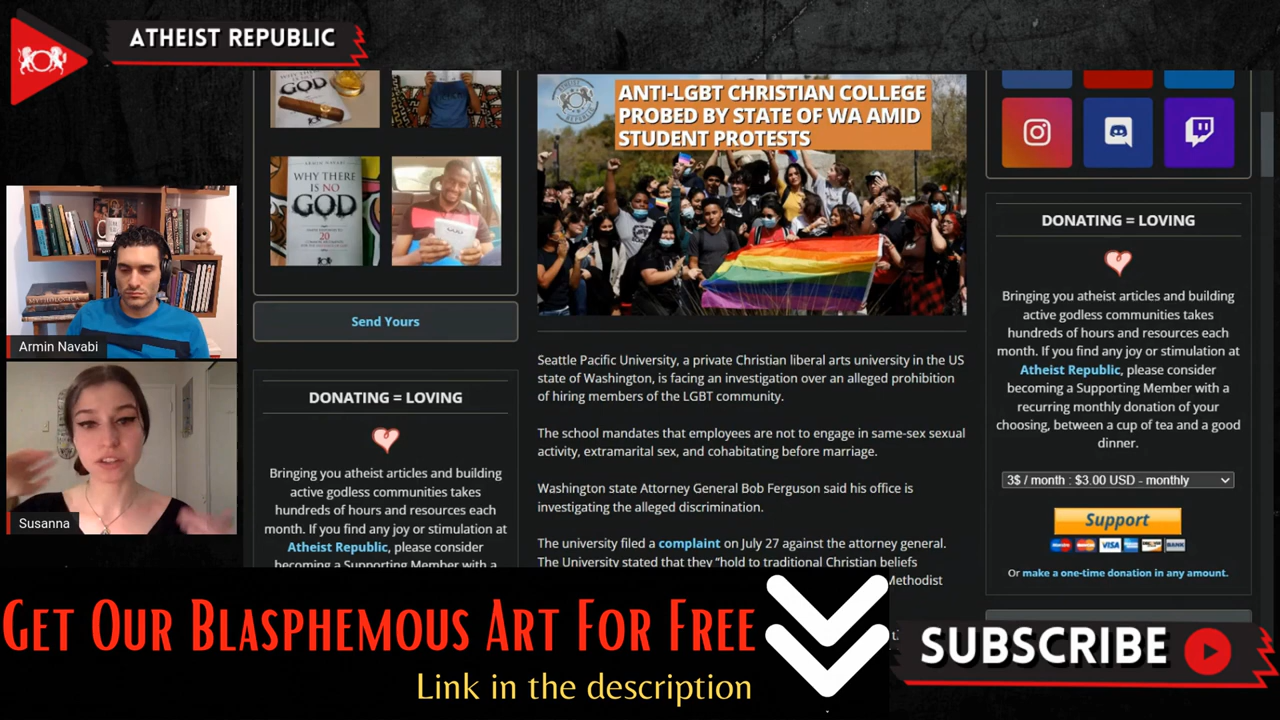 ATHEIST REPUBLIC
GOD
WHY THERE
IS NO
GOD
20
Send Yours
DONATING = LOVING
Bringing you atheist articles and building
active godless communities takes
hundreds of hours and resources each
month. If you find any joy or stimulation at
Atheist Republic, please consider
becoming a Supporting Member with a
ANTI-LGBT CHRISTIAN COLLEGE
PROBED BY STATE OF WA AMID
STUDENT PROTESTS
Seattle Pacific University, a private Christian liberal arts university in the US
state of Washington, is facing an investigation over an alleged prohibition
of hiring members of the LGBT community.
The school mandates that employees are not to engage in same-sex sexual
activity, extramarital sex, and cohabitating before marriage.
Washington state Attorney General Bob Ferguson said his office is
investigating the alleged discrimination.
The university filed a complaint on July 27 against the attorney general.
The University stated that they "hold to traditional Christian beliefs
Methodist
DONATING = LOVING
Bringing you atheist articles and building
active godless communities takes
hundreds of hours and resources each
month. If you find any joy or stimulation at
Atheist Republic, please consider
becoming a Supporting Member with a
recurring monthly donation of your
choosing, between a cup of tea and a good
dinner.
3$ / month : $3.00 USD - monthly
Support
VISA
BANK
Or make a one-time donation in any amount.
Armin Navabi
Susanna
GET OUR BLASPHEMOUS ART FOR FREE
Link in the description
SUBSCRIBE